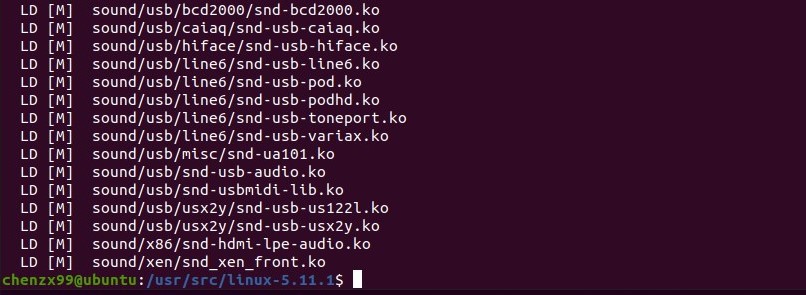 LD [M]  sound/usb/bcd2000/snd-bcd2000.ko
LD [M]  sound/usb/caiaq/snd-usb-caiaq.ko
LD [M]  sound/usb/hiface/snd-usb-hiface.ko
LD [M]  sound/usb/line6/snd-usb-line6.ko
LD [M]  sound/usb/line6/snd-usb-pod.ko
LD [M]  sound/usb/line6/snd-usb-podhd.ko
LD [M]  sound/usb/line6/snd-usb-toneport.ko
LD [M]  sound/usb/line6/snd-usb-variax.ko
LD [M]  sound/usb/misc/snd-ua101.ko
LD [M]  sound/usb/snd-usb-audio.ko
LD [M]  sound/usb/snd-usbmidi-lib.ko
LD [M]  sound/usb/usx2y/snd-usb-us122l.ko
LD [M]  sound/usb/usx2y/snd-usb-usx2y.ko
LD [M]  sound/x86/snd-hdmi-lpe-audio.ko
LD [M]  sound/xen/snd_xen_front.ko
chenzx99@ubuntu:/usr/src/linux-5.11.1$